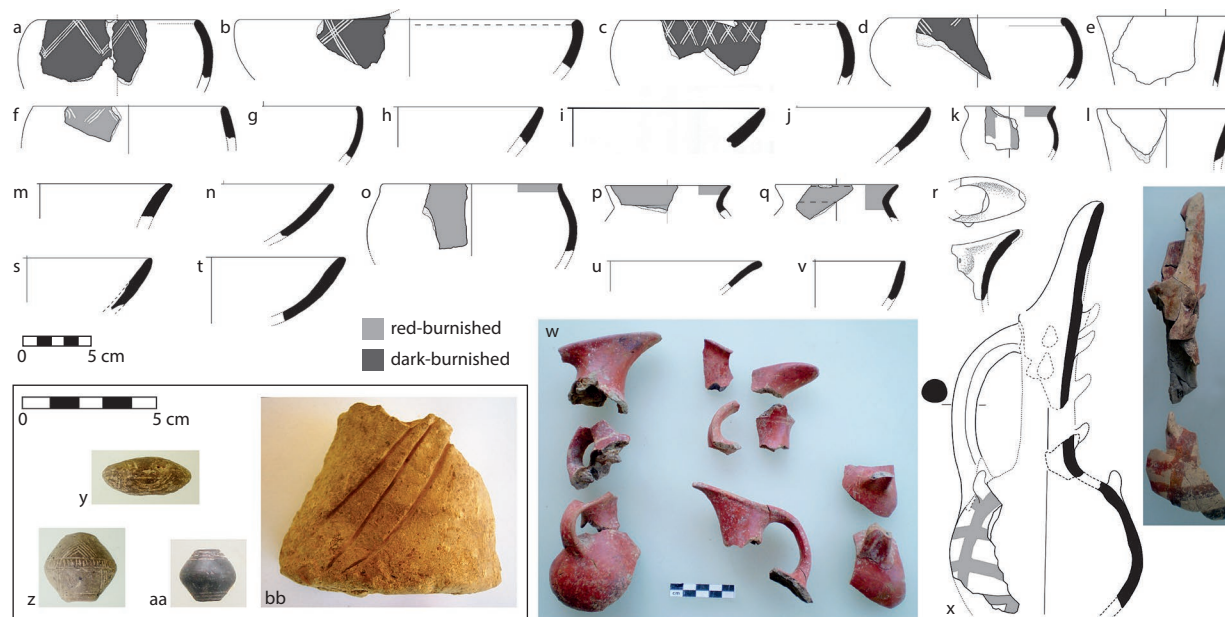 a b c d e
f g h i j k l
m n o p q r
s t u v
0 5 cm
red-burnished
dark-burnished
w
0 5 cm
y
z aa bb
x